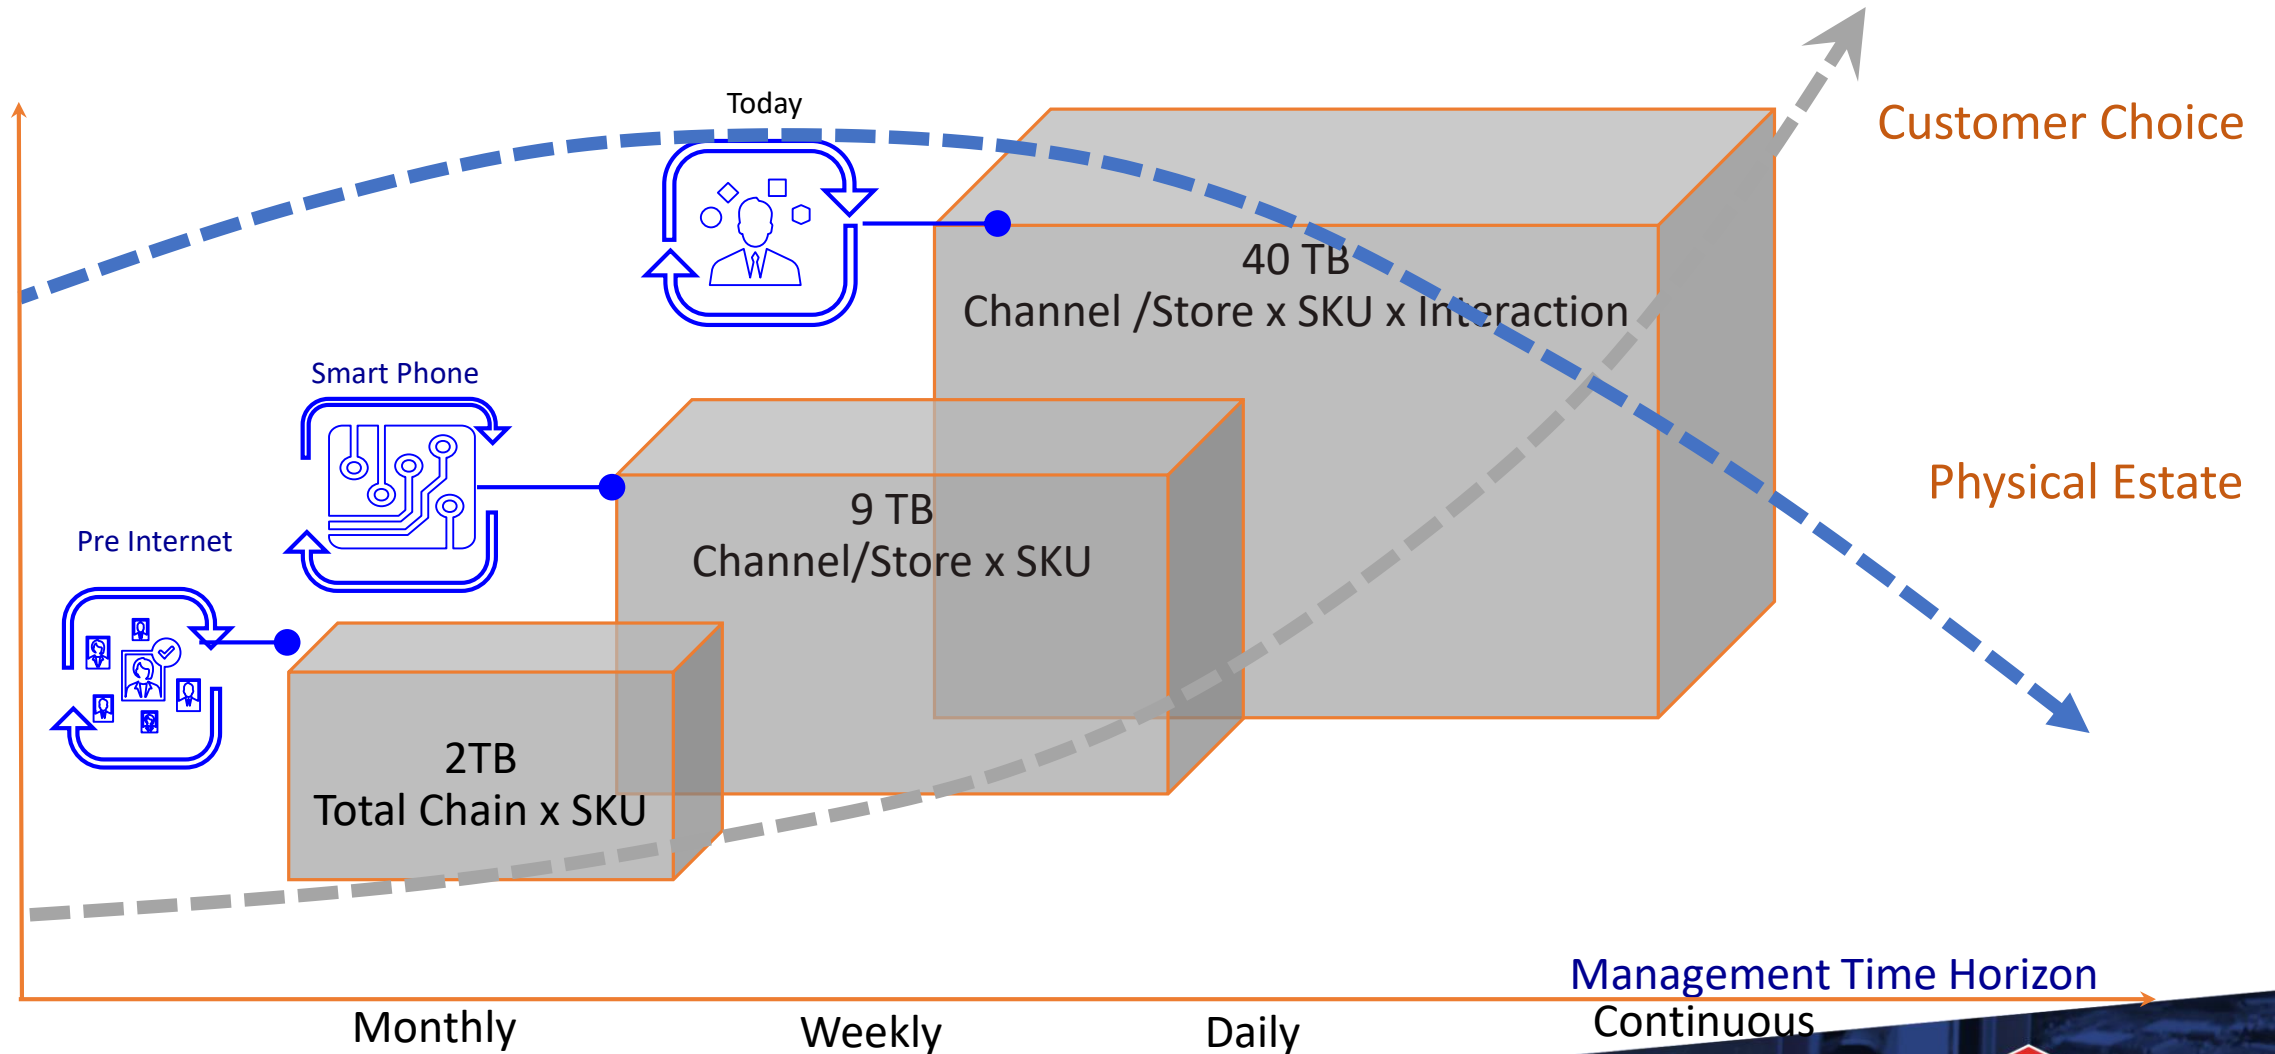 Today
Customer Choice
40 TB
Channel /Store x SKU x Interaction
Smart Phone
Physical Estate
9 TB
Channel/Store x SKU
Pre Internet
2TB
Total Chain x SKU
Management Time Horizon
Monthly
Weekly
Daily
Continuous